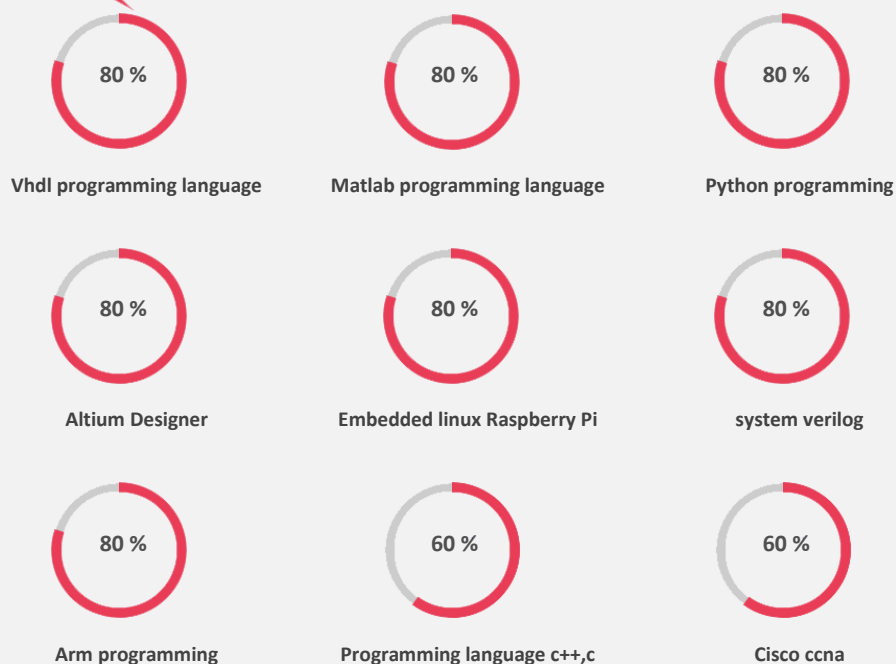 80 %
80 %
80 %
Vhdl programming language
Matlab programming language
Python programming
80 %
80 %
80 %
Altium Designer
Embedded linux Raspberry Pi
system verilog
80 %
60 %
60 %
Arm programming
Programming language c++,c
Cisco ccna